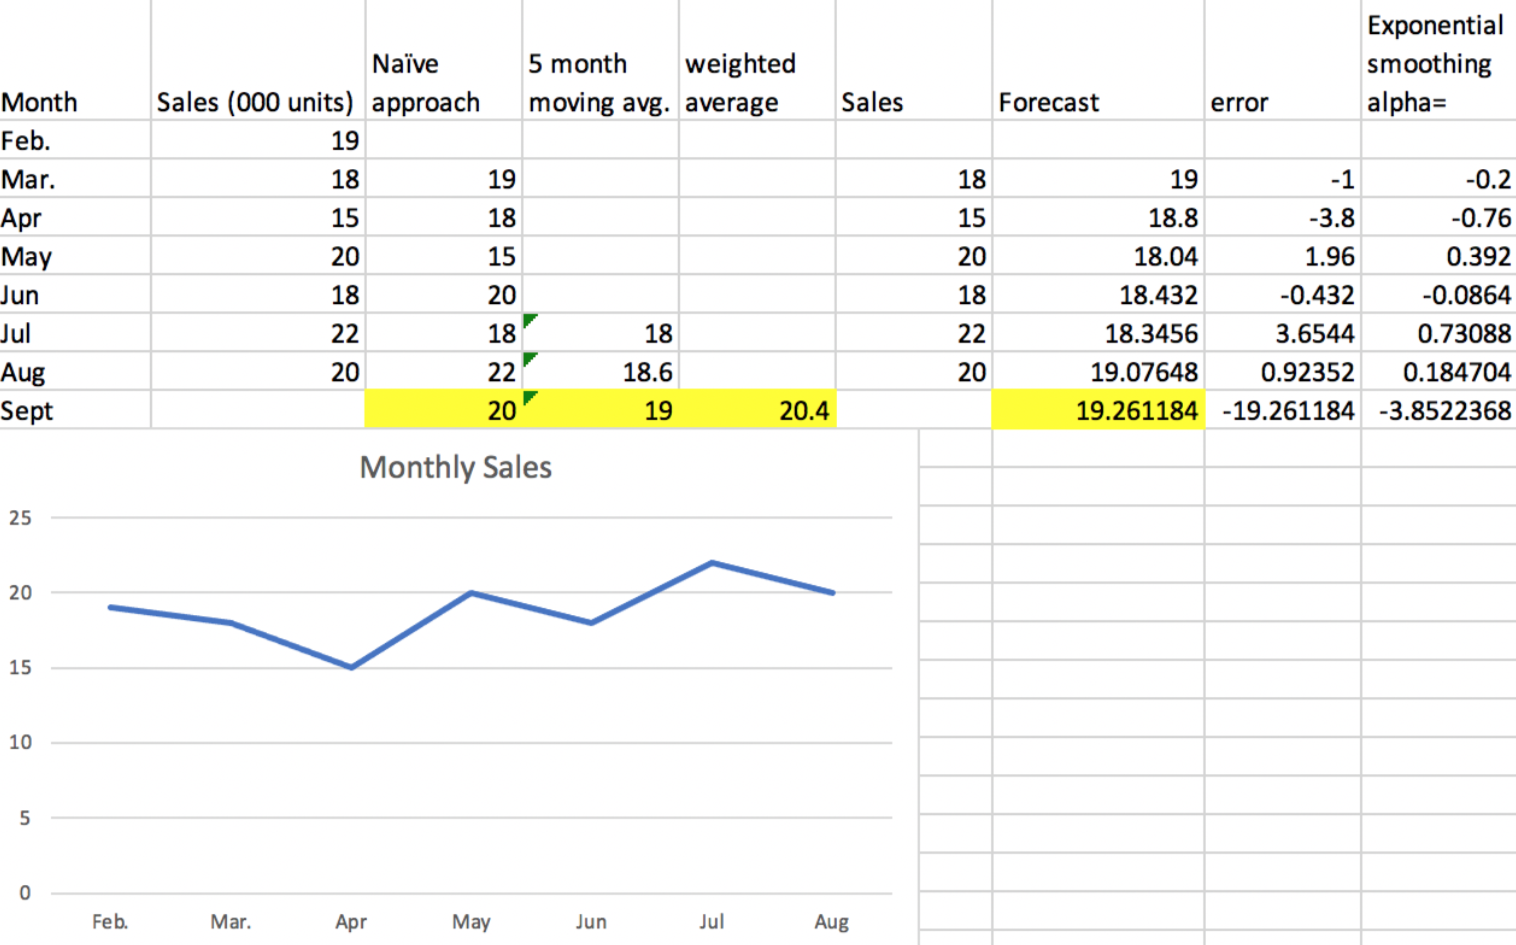 Exponential
Naïve 5 month weighted smoothing
Month Sales (000 units) approach moving avg. average Sales Forecast error alpha=
Feb. 19
Mar. 18 19 18 19 -1 -0.2
Apr 15 18 15 18.8 -3.8 -0.76
May 20 15 20 18.04 1.96 0.392
Jun 18 20 18 18.432 -0.432 -0.0864
Jul 22 18 18 22 18.3456 3.6544 0.73088
Aug 20 22 18.6 20 19.07648 0.92352 0.184704
Sept 20 19 20.4 19.261184 -19.261184 -3.8522368
Monthly Sales
25
20
15
10
5
0
Feb. Mar. Apr May Jun Jul Aug